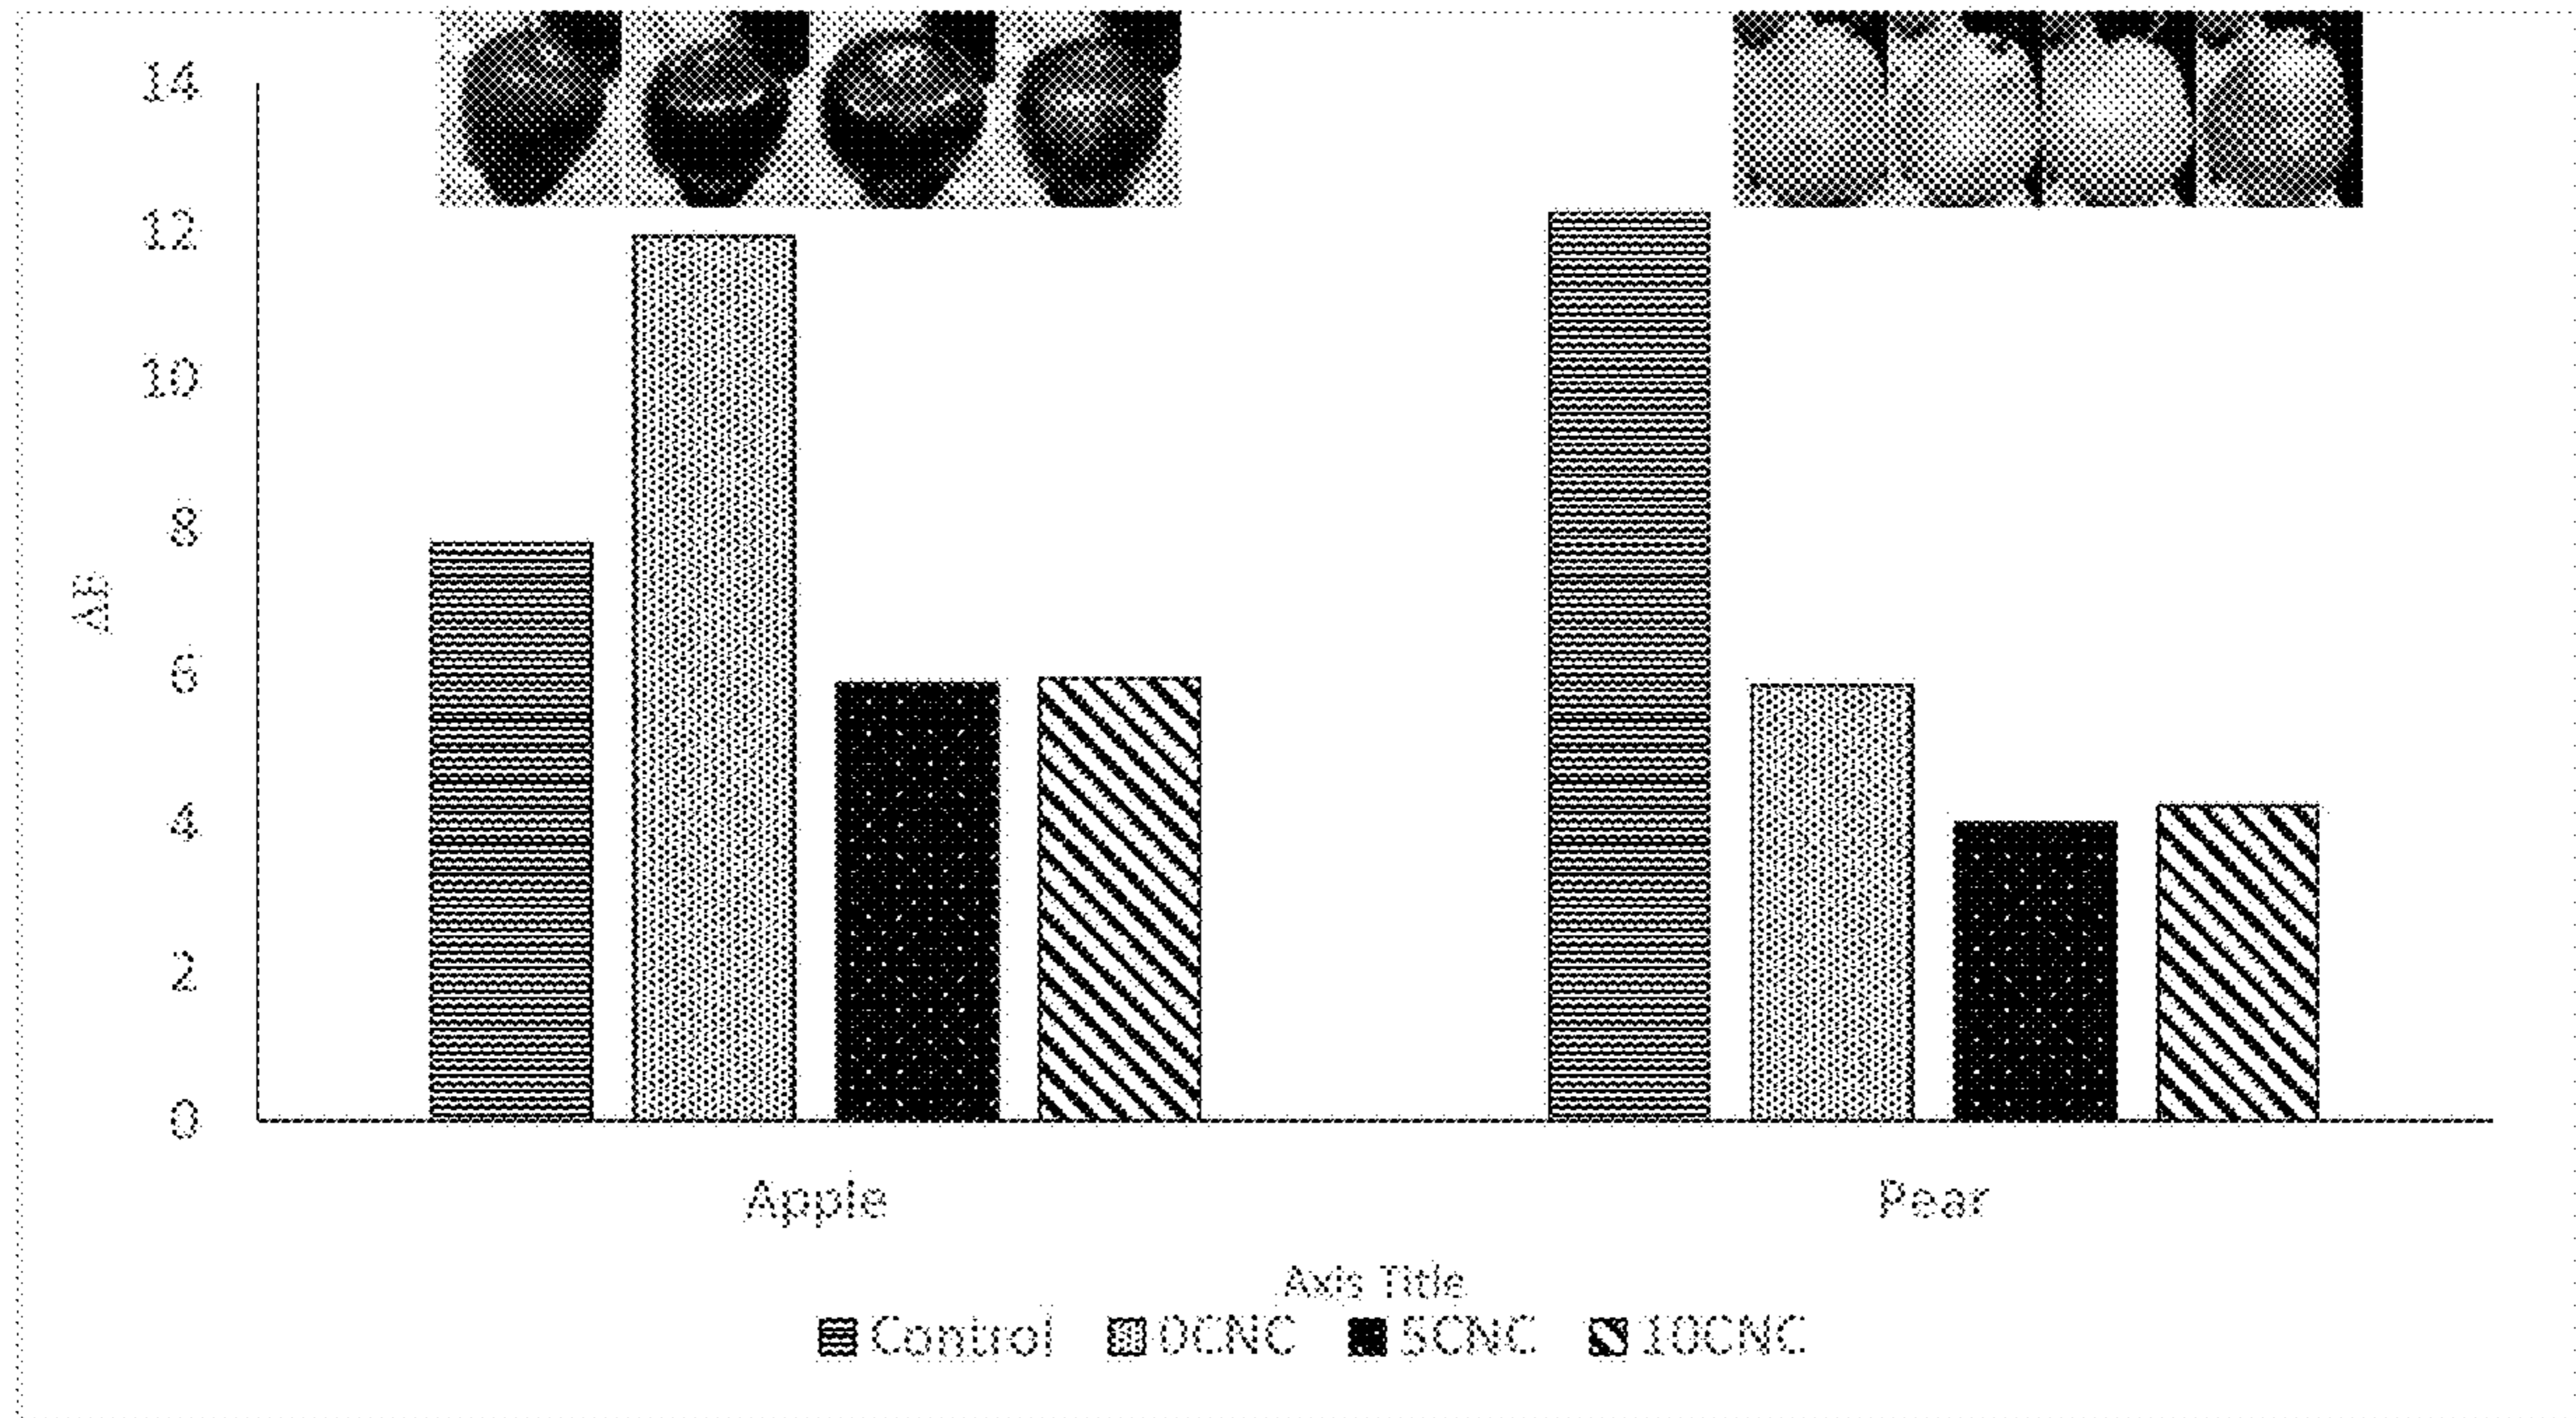 14
12
10
8
6
4
2
0
ΔE
Apple Pear
Axis Title
Control 0CNC 5CNC 10CNC